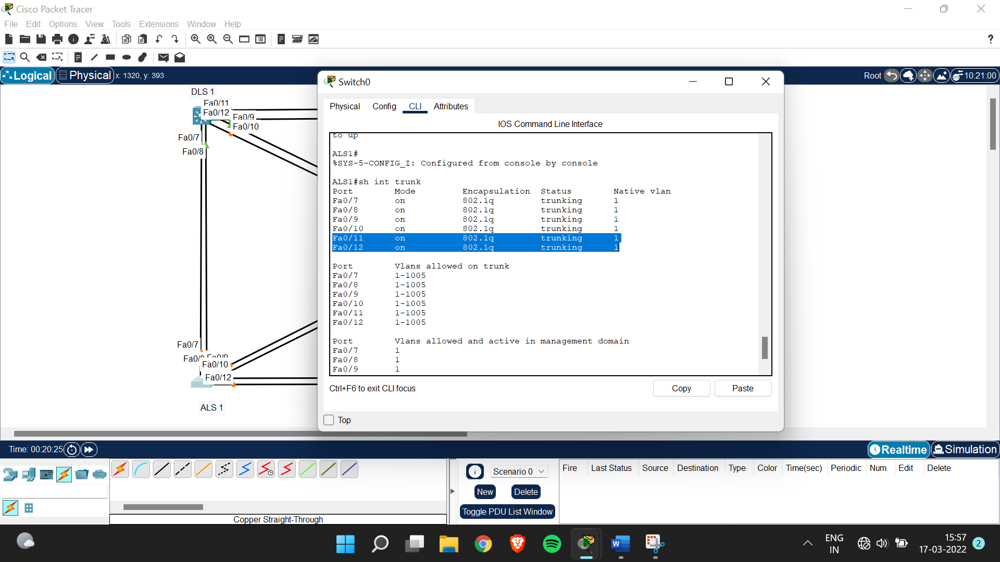 Cisco Packet Tracer
File Edit Options View Tools Extensions Window Help
?
Logical Physical x: 1320, y: 393
Root 10:21:00
DLS 1
Fa0/11
Fa0/12
Fa0/9
Fa0/10
Fa0/7
Fa0/8
Fa0/7
Fa0/10
Fa0/12
ALS 1
Switch0
Physical Config CLI Attributes
IOS Command Line Interface
to up
ALS1#
%SYS-5-CONFIG_I: Configured from console by console
ALS1#sh int trunk
Port Mode Encapsulation Status Native vlan
Fa0/7 on 802.1q trunking 1
Fa0/8 on 802.1q trunking 1
Fa0/9 on 802.1q trunking 1
Fa0/10 on 802.1q trunking 1
Fa0/11 on 802.1q trunking 1
Fa0/12 on 802.1q trunking 1
Port Vlans allowed on trunk
Fa0/7 1-1005
Fa0/8 1-1005
Fa0/9 1-1005
Fa0/10 1-1005
Fa0/11 1-1005
Fa0/12 1-1005
Port Vlans allowed and active in management domain
Fa0/7 1
Fa0/8 1
Fa0/9 1
Ctrl+F6 to exit CLI focus
Copy Paste
Top
Time: 00:20:25
Realtime Simulation
Scenario 0
New Delete
Toggle PDU List Window
Fire Last Status Source Destination Type Color Time(sec) Periodic Num Edit Delete
Copper Straight-Through
ENG
IN
15:57
17-03-2022
2